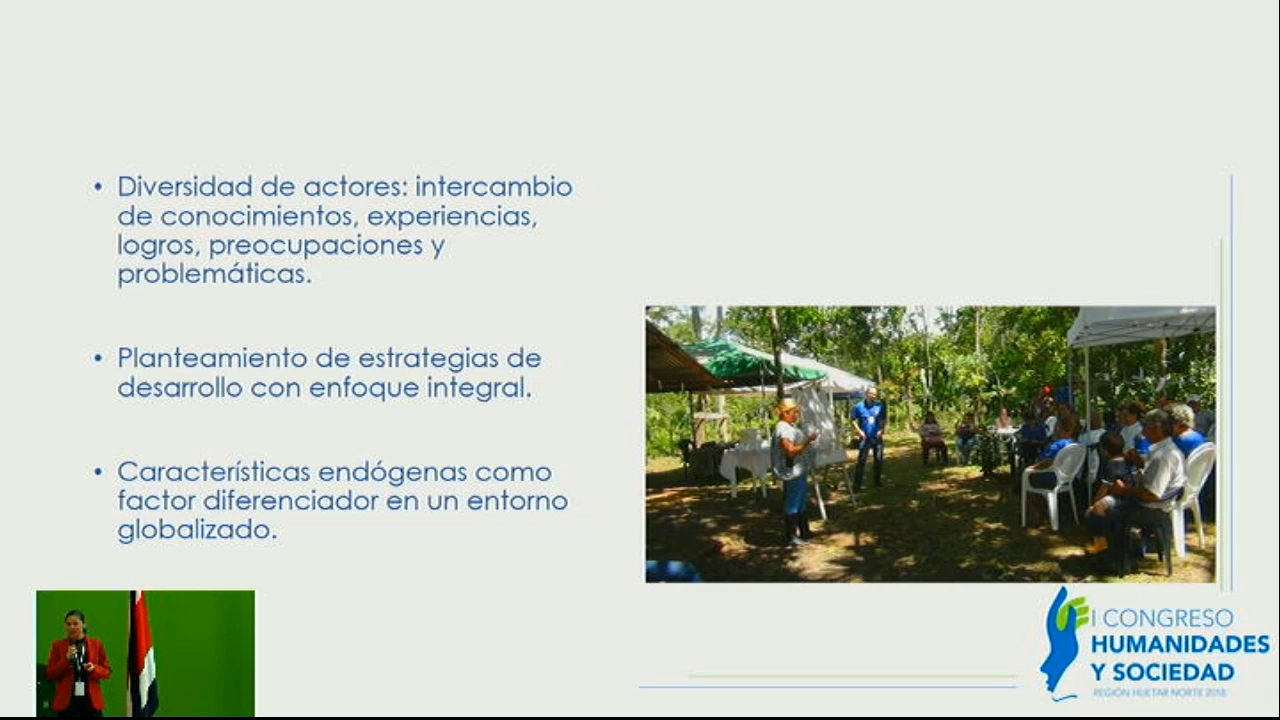 • Diversidad de actores: intercambio
de conocimientos, experiencias,
logros, preocupaciones y
problemáticas.
• Planteamiento de estrategias de
desarrollo con enfoque integral.
• Características endógenas como
factor diferenciador en un entorno
globalizado.
I CONGRESO
HUMANIDADES
Y SOCIEDAD
REGIÓN HUETAR NORTE 2018